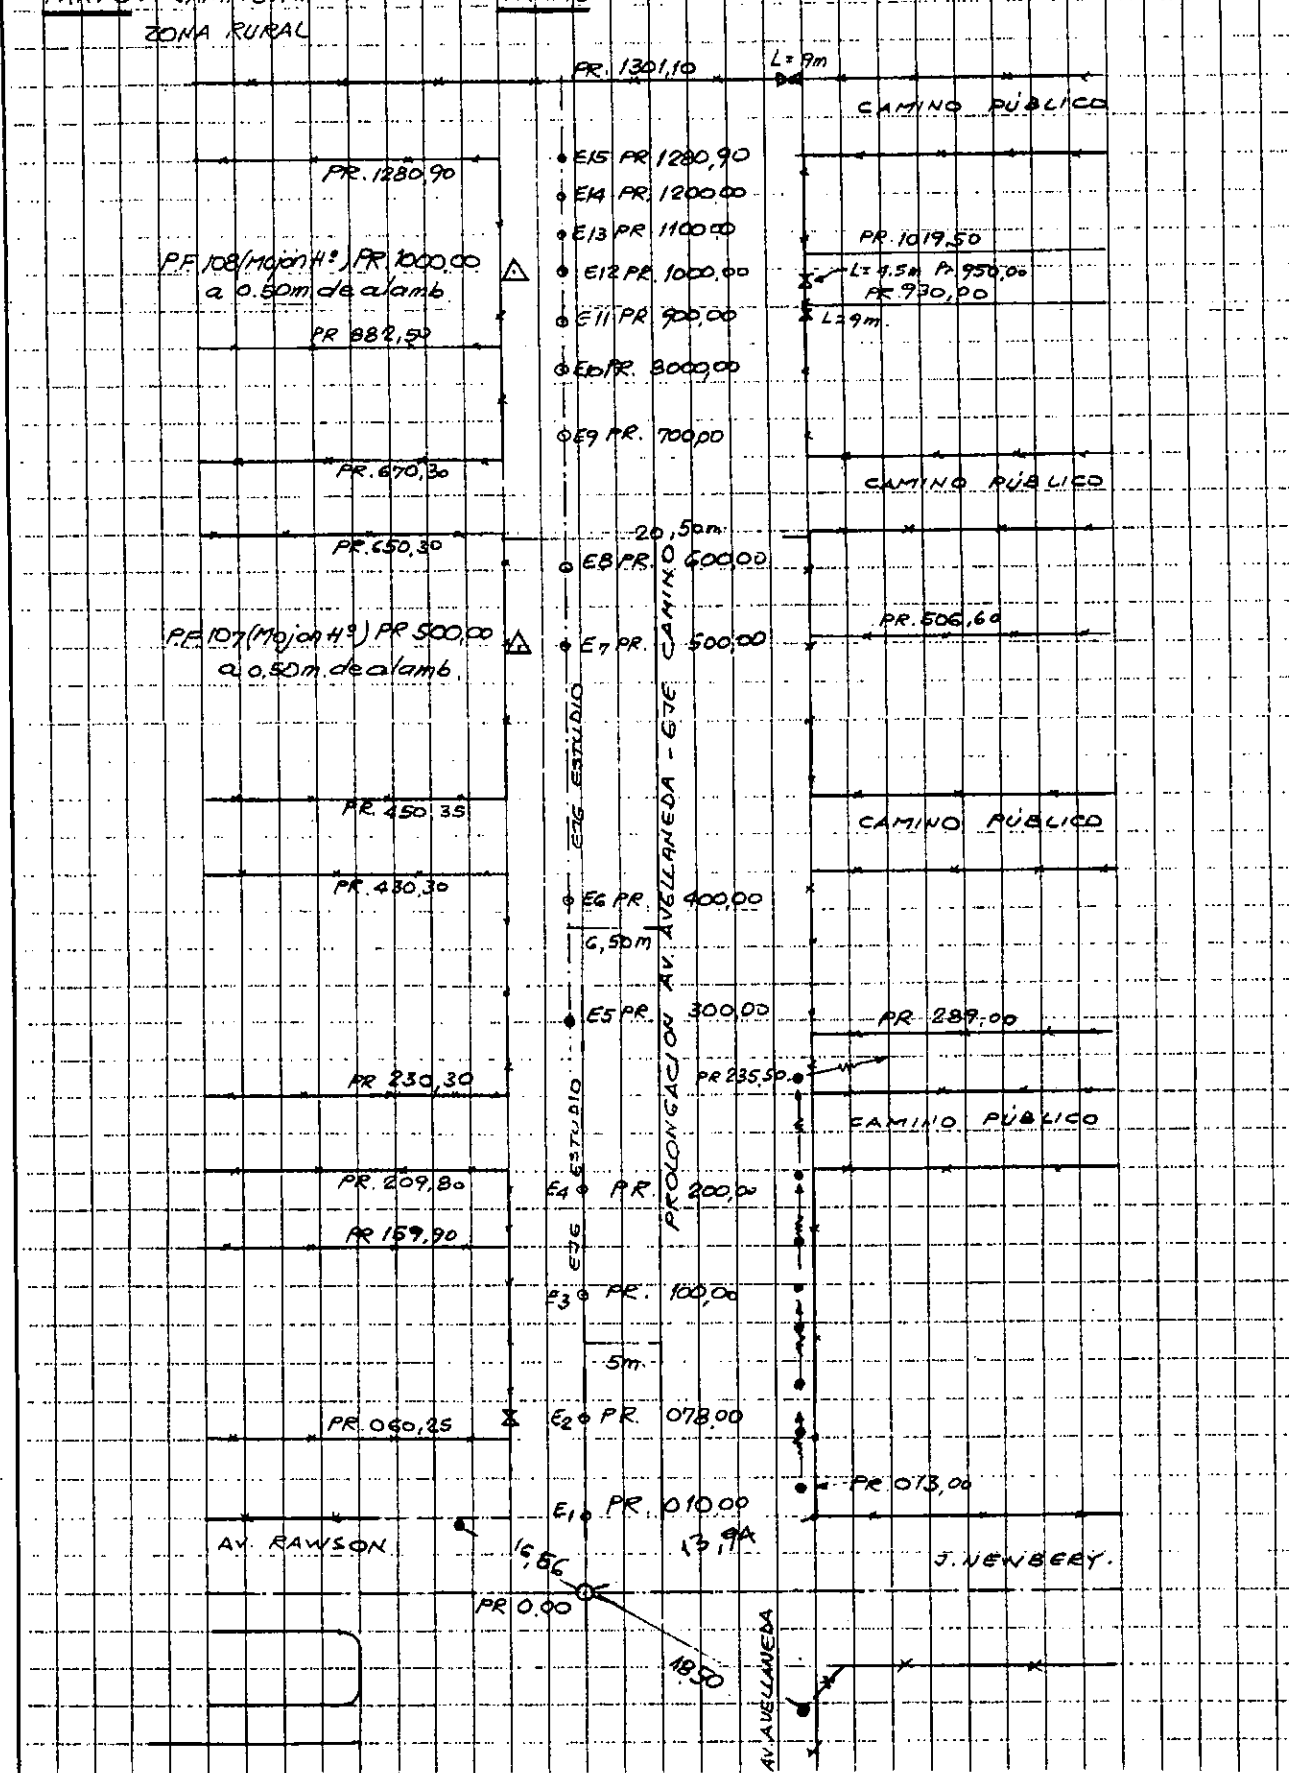 ZONA RURAL
PR. 1301,10
L=9m
CAMINO PÚBLICO
E15 PR 1280,90
PR. 1280,90
E14 PR. 1200,00
E13 PR 1100,00
PR. 1019,50
PF 108 (Mojón Hº) PR 1000,00
a 0.50m de alamb
E12 PR. 1000,00
L=4.5m Pr. 950,00
PR. 930,00
E11 PR 900,00
L=9m.
PR 882,50
E10 PR. 3000,00
E9 PR. 700,00
PR. 670,30
CAMINO PÚBLICO
20,50m
PR. 650,30
E8 PR. 600,00
PR. 506,60
PF 107 (Mojon Hº) PR 500,00
a 0,50m. de alamb.
E7 PR. 500,00
EJE ESTUDIO
PROLONGACION AV. AVELLANEDA - EJE CAMINO
PR. 450,35
CAMINO PÚBLICO
PR. 430,30
E6 PR. 400,00
6,50m
E5 PR. 300,00
PR 289,00
PR 230,30
PR 235,50
CAMINO PÚBLICO
EJE ESTUDIO
PR. 209,80
E4 PR. 200,00
PR 159,90
E3 PR. 100,00
5m
PR. 060,25
E2 PR. 078,00
PR. 013,00
E1 PR. 010.00
AV. RAWSON
16,86
13,94
J. NEWBERY.
PR 0.00
18,50
AV. AVELLANEDA